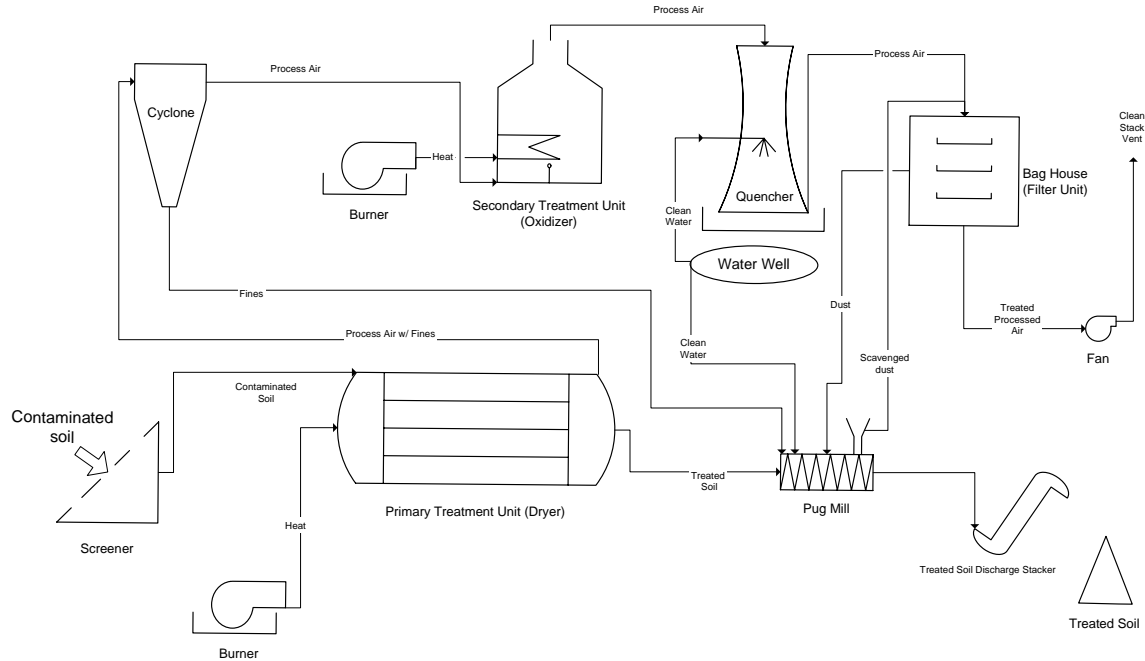 Process Air
Process Air
Process Air
Cyclone
Clean
Stack
Vent
Heat
Burner
Secondary Treatment Unit
(Oxidizer)
Quencher
Clean
Water
Bag House
(Filter Unit)
Water Well
Fines
Dust
Treated
Processed
Air
Fan
Process Air w/ Fines
Clean
Water
Scavenged
dust
Contaminated
Soil
Contaminated
soil
Treated
Soil
Primary Treatment Unit (Dryer)
Pug Mill
Heat
Screener
Treated Soil Discharge Stacker
Treated Soil
Burner